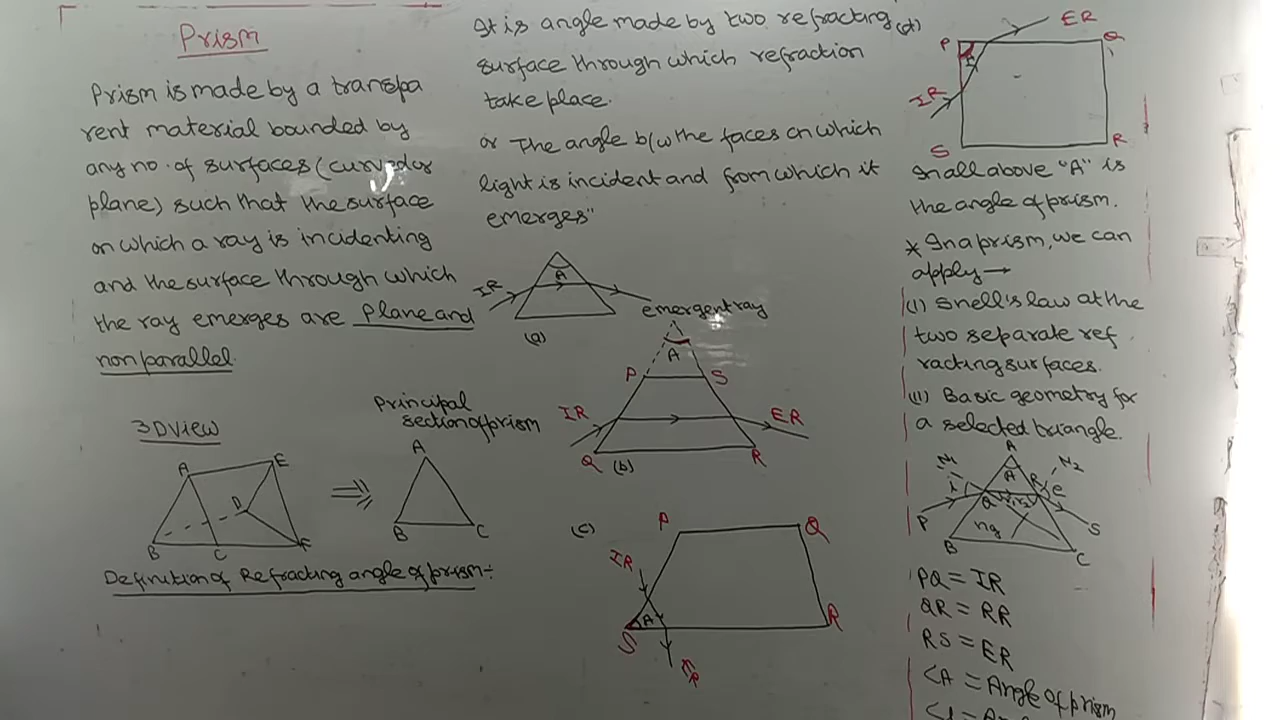 Prism
Prism is made by a transpa
rent material bounded by
any no. of surfaces (curved or
plane) such that the surface
on which a ray is incidenting
and the surface through which
the ray emerges are plane and
non parallel.
3D VIEW
A
E
D
B
C
F
Principal
section of prism
A
B
C
Definition of Refracting angle of prism:-
It is angle made by two refracting
surface through which refraction
take place.
or The angle b/w the faces on which
light is incident and from which it
emerges"
IR
A
emergent ray
(a)
A
P
S
IR
ER
Q
(b)
R
(c)
P
Q
IR
S
A
R
ER
(d)
ER
P
Q
A
IR
S
R
In all above "A" is
the angle of prism.
* In a prism, we can
apply →
(i) Snell's law at the
two separate ref
racting surfaces.
(ii) Basic geometry for
a selected triangle.
A
N1
N2
A
i
e
Q
r1
r2
R
P
S
ng
B
C
PQ = IR
QR = RR
RS = ER
<A = Angle of prism